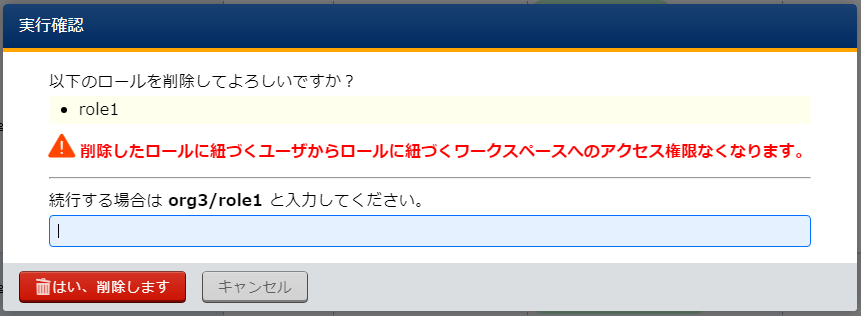 実行確認
以下のロールを削除してよろしいですか？
• role1
削除したロールに紐づくユーザからロールに紐づくワークスペースへのアクセス権限なくなります。
続行する場合は org3/role1 と入力してください。
はい、削除します
キャンセル